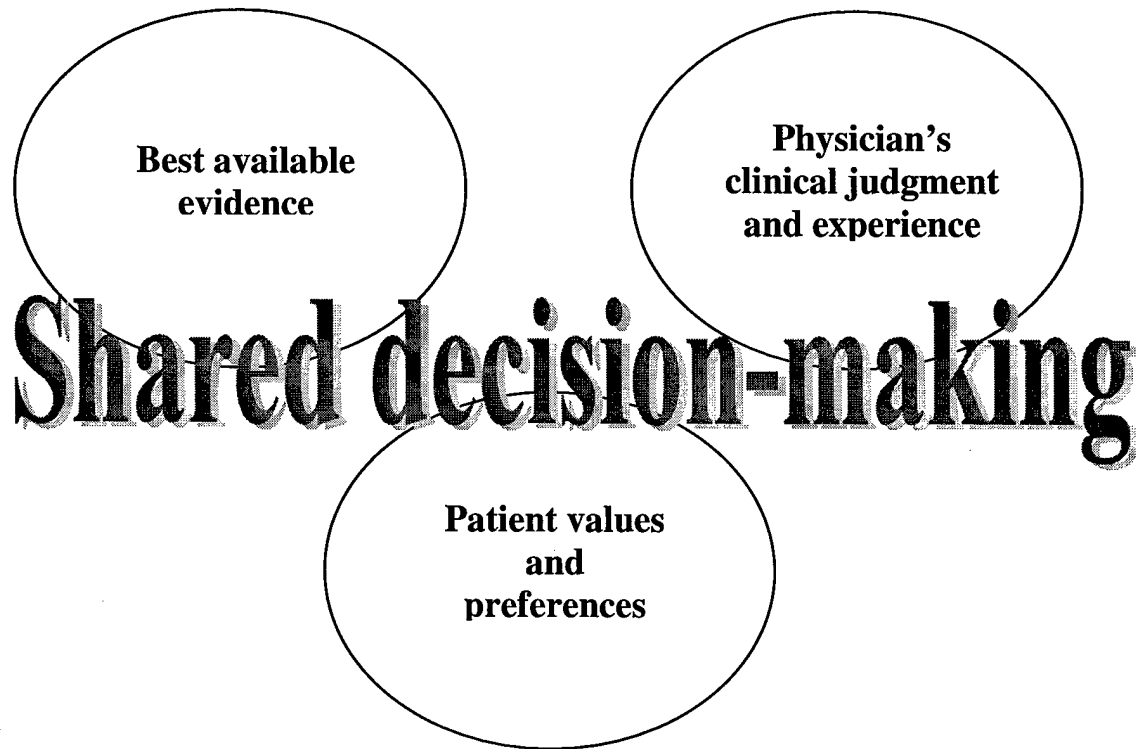 Best available
evidence
Physician's
clinical judgment
and experience
Shared decision-making
Patient values
and
preferences